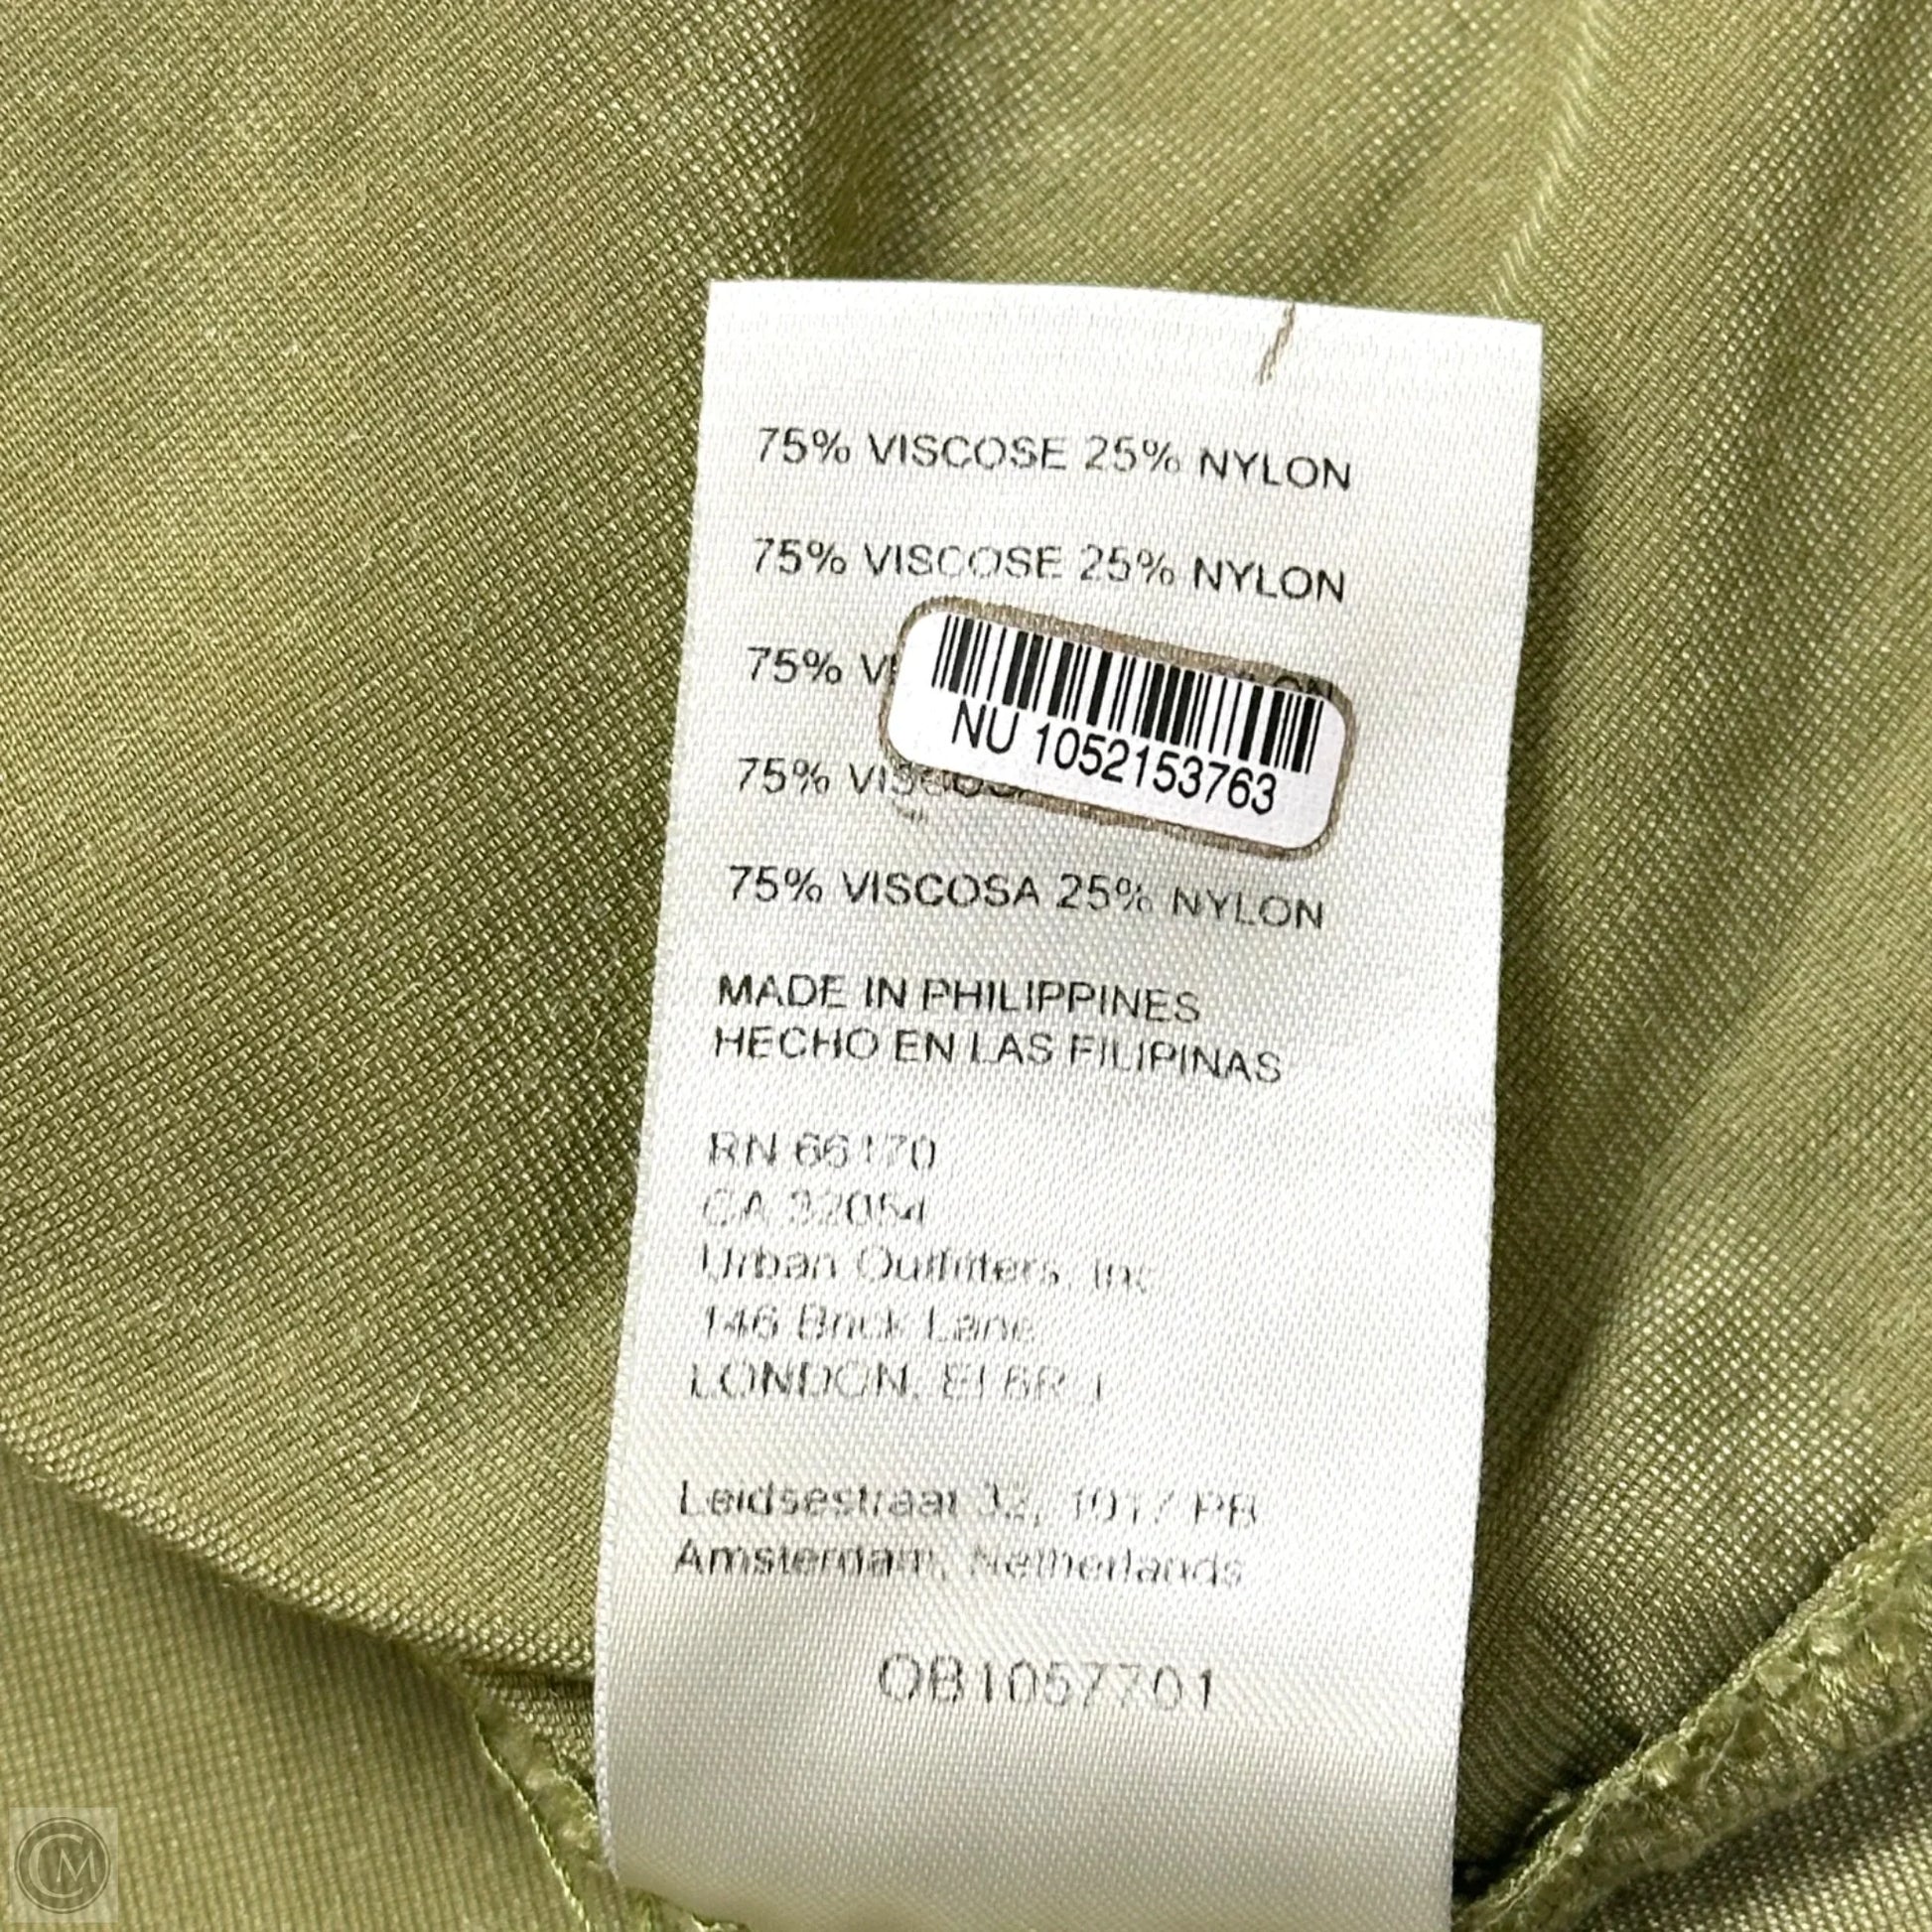 75% VISCOSE 25% NYLON
75% VISCOSE 25% NYLON
75%
NU 1052153763
75%
75% VISCOSA 25% NYLON
MADE IN PHILIPPINES
HECHO EN LAS FILIPINAS
RN 66170
CA 32054
Urban Outfitters, Inc
146 Brick Lane
LONDON,
Leidsestraat 32, 1017 PB
Amsterdam, Netherlands
OB1057701
CM